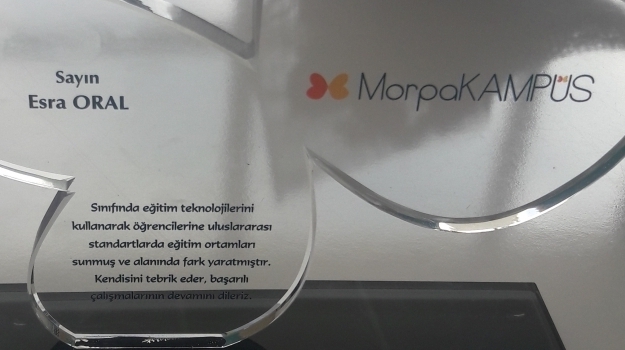 Sayın
Esra ORAL
MorpaKAMPÜS
Sınıfında eğitim teknolojilerini
kullanarak öğrencilerine uluslararası
standartlarda eğitim ortamları
sunmuş ve alanında fark yaratmıştır.
Kendisini tebrik eder, başarılı
çalışmalarının devamını dileriz.